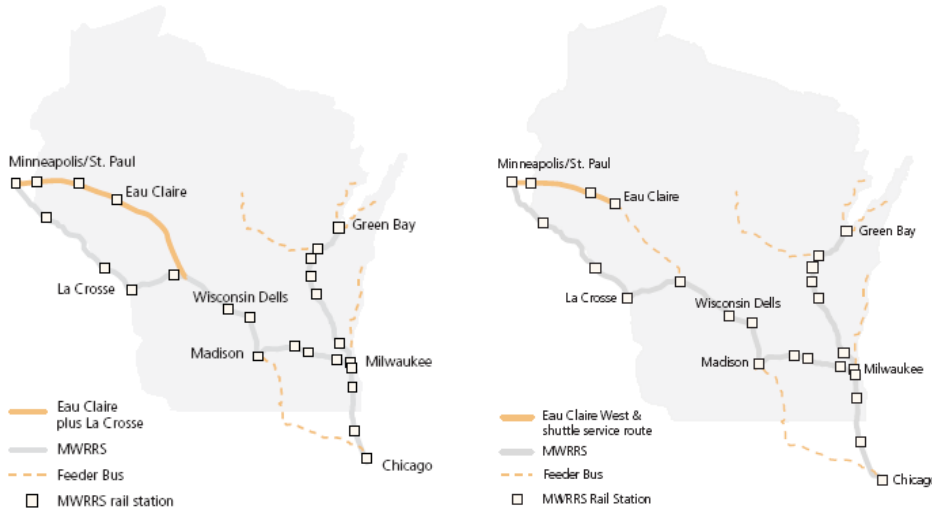 Minneapolis/St. Paul
Eau Claire
Green Bay
La Crosse
Wisconsin Dells
Madison
Milwaukee
Eau Claire
plus La Crosse
MWRRS
Feeder Bus
MWRRS rail station
Chicago
Minneapolis/St. Paul
Eau Claire
Green Bay
La Crosse
Wisconsin Dells
Madison
Milwaukee
Eau Claire West &
shuttle service route
MWRRS
Feeder Bus
MWRRS Rail Station
Chicag